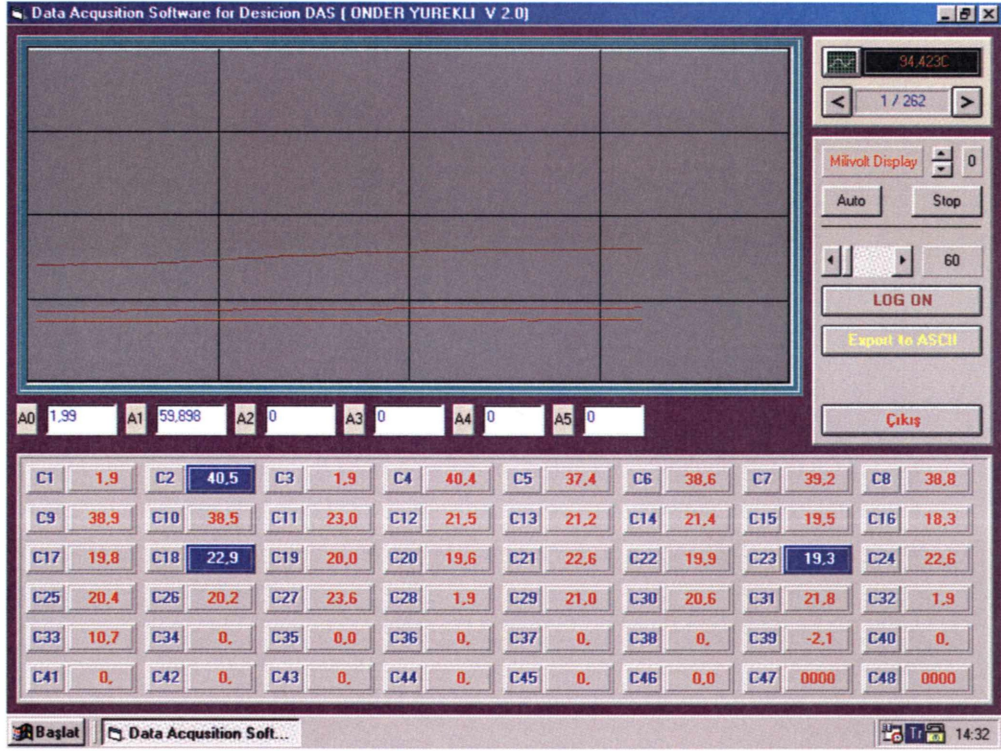 Data Acqusition Software for Desicion DAS ( ONDER YUREKLI V 2.0)
94,423C
< 1 / 262 >
Milivolt Display 0
Auto Stop
60
LOG ON
Export to ASCII
Çıkış
A0 1,99 A1 59,898 A2 0 A3 0 A4 0 A5 0
C1 1,9 C2 40,5 C3 1,9 C4 40,4 C5 37,4 C6 38,6 C7 39,2 C8 38,8
C9 38,9 C10 38,5 C11 23,0 C12 21,5 C13 21,2 C14 21,4 C15 19,5 C16 18,3
C17 19,8 C18 22,9 C19 20,0 C20 19,6 C21 22,6 C22 19,9 C23 19,3 C24 22,6
C25 20,4 C26 20,2 C27 23,6 C28 1,9 C29 21,0 C30 20,6 C31 21,8 C32 1,9
C33 10,7 C34 0, C35 0,0 C36 0, C37 0, C38 0, C39 -2,1 C40 0,
C41 0, C42 0, C43 0, C44 0, C45 0, C46 0,0 C47 0000 C48 0000
Başlat Data Acqusition Soft... Tr 14:32